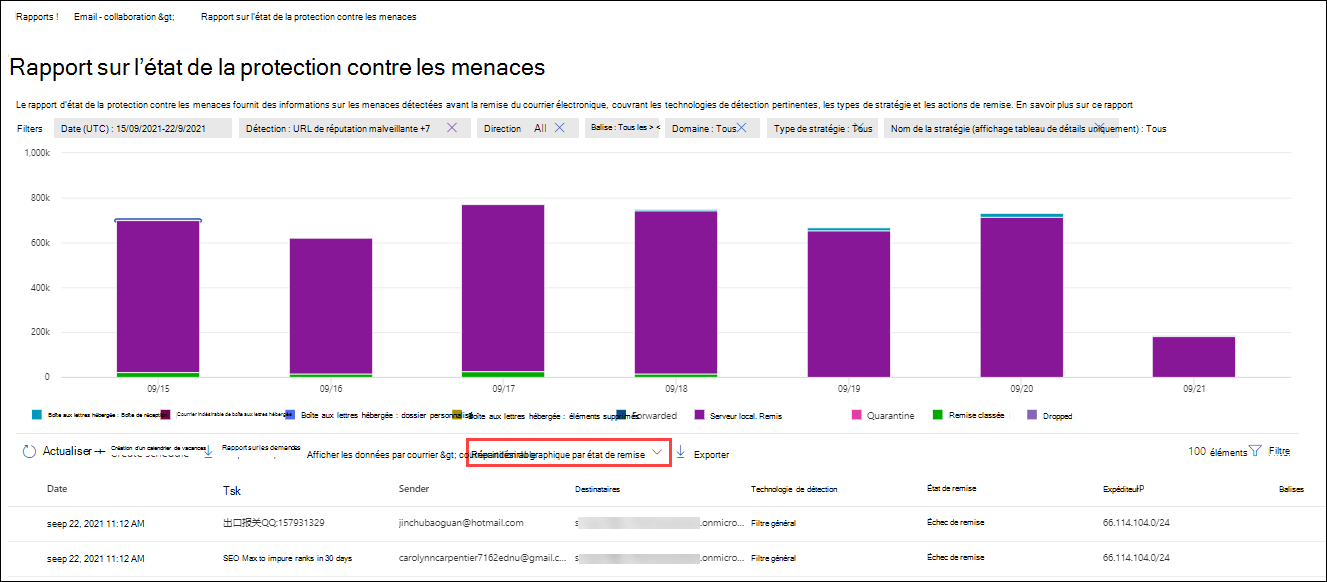 Rapports ! Email - collaboration &gt; Rapport sur l'état de la protection contre les menaces
Rapport sur l’état de la protection contre les menaces
Le rapport d'état de la protection contre les menaces fournit des informations sur les menaces détectées avant la remise du courrier électronique, couvrant les technologies de détection pertinentes, les types de stratégie et les actions de remise. En savoir plus sur ce rapport
Filters Date (UTC) : 15/09/2021-22/9/2021 Détection : URL de réputation malveillante +7 Direction All Balise : Tous les > < Domaine : Tous Type de stratégie : Tous Nom de la stratégie (affichage tableau de détails uniquement) : Tous
1,000k
800k
600k
400k
200k
0
09/15 09/16 09/17 09/18 09/19 09/20 09/21
Boîte aux lettres hébergée : Boîte de réception Courrier indésirable de boîte aux lettres hébergée Boîte aux lettres hébergée : dossier personnalisé Boîte aux lettres hébergée : éléments supprimés Forwarded Serveur local. Remis Quarantine Remise classée Dropped
Actualiser Création d'un calendrier de vacances Create schedule Rapport sur les demandes Afficher les données par courrier &gt; Répartition du graphique par état de remise Exporter 100 éléments Filtre
Date Tsk Sender Destinataires Technologie de détection État de remise Expéditeur IP Balises
seep 22, 2021 11:12 AM 出口报关QQ:157931329 jinchubaoguan@hotmail.com s .onmicro... Filtre général Échec de remise 66.114.104.0/24
seep 22, 2021 11:12 AM SEO Max to impure ranks in 30 days carolynncarpentier7162ednu@gmail.c... s .onmicro... Filtre général Échec de remise 66.114.104.0/24